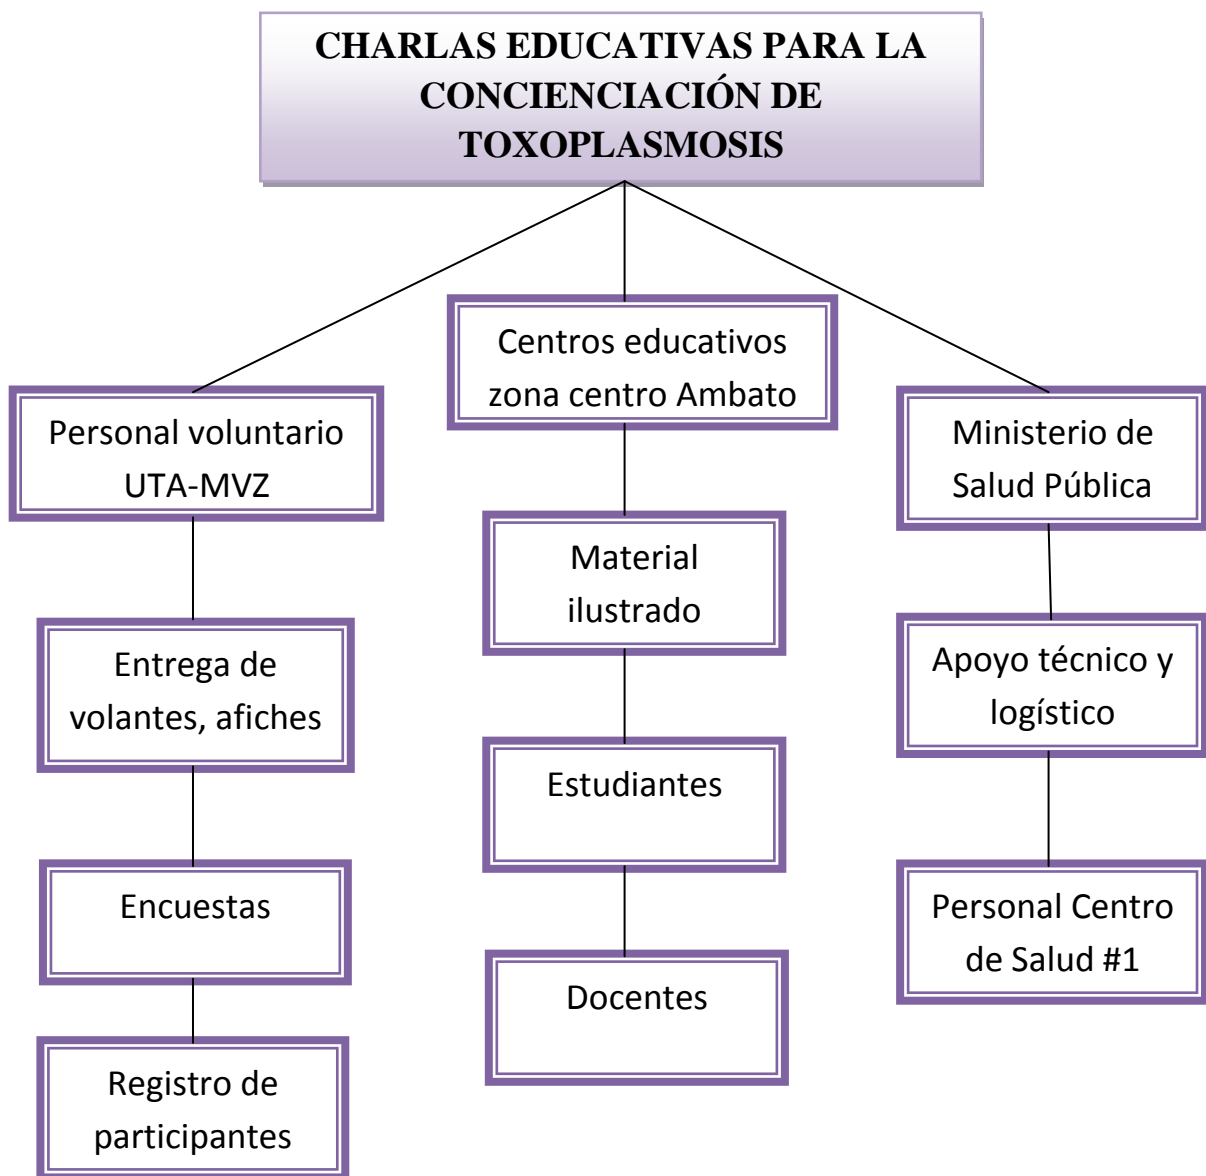 CHARLAS EDUCATIVAS PARA LA
CONCIENCIACIÓN DE
TOXOPLASMOSIS
Personal voluntario
UTA-MVZ
Entrega de
volantes, afiches
Encuestas
Registro de
participantes
Centros educativos
zona centro Ambato
Material
ilustrado
Estudiantes
Docentes
Ministerio de
Salud Pública
Apoyo técnico y
logístico
Personal Centro
de Salud #1